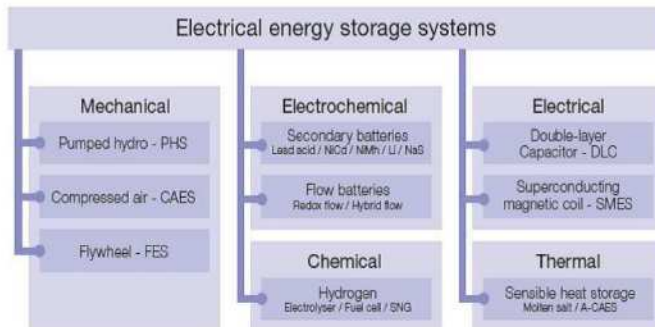 Electrical energy storage systems
Mechanical
Pumped hydro - PHS
Compressed air - CAES
Flywheel - FES
Electrochemical
Secondary batteries
Lead acid / NiCd / NiMh / Li / NaS
Flow batteries
Redox flow / Hybrid flow
Chemical
Hydrogen
Electrolyser / Fuel cell / SNG
Electrical
Double-layer
Capacitor - DLC
Superconducting
magnetic coil - SMES
Thermal
Sensible heat storage
Molten salt / A-CAES